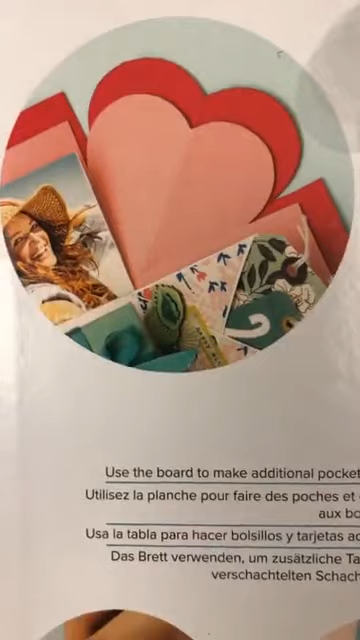 Use the board to make additional pocket
Utilisez la planche pour faire des poches et
aux bo
Usa la tabla para hacer bolsillos y tarjetas ad
Das Brett verwenden, um zusätzliche Ta
verschachtelten Schach